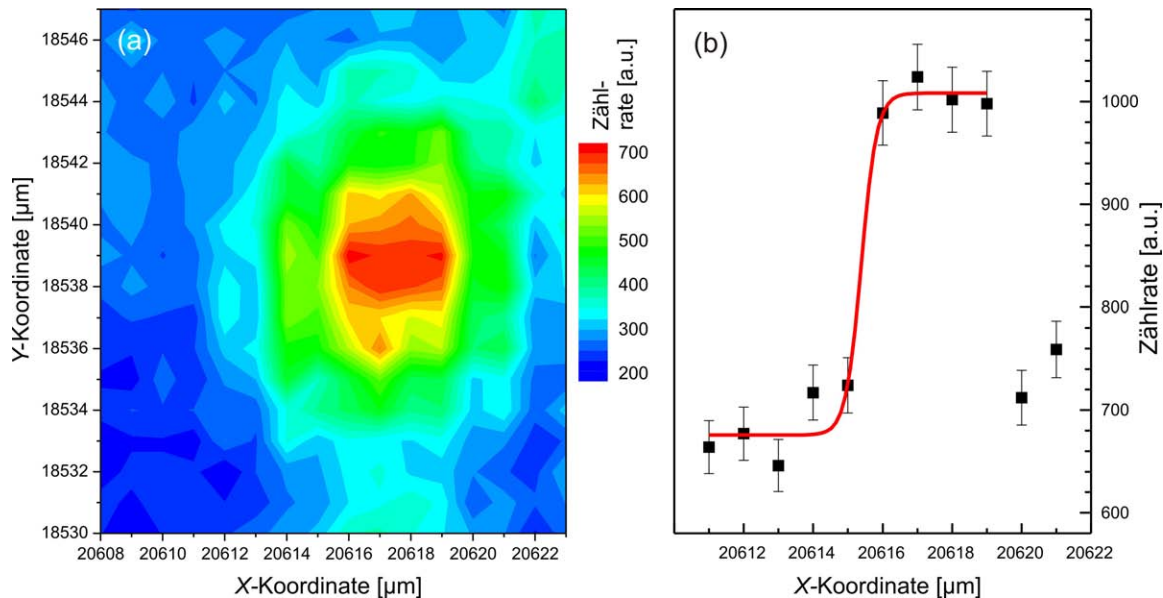 (a)
18546
18544
18542
18540
18538
18536
18534
18532
18530
Y-Koordinate [µm]
20608 20610 20612 20614 20616 20618 20620 20622
X-Koordinate [µm]
Zähl-
rate [a.u.]
700
600
500
400
300
200
(b)
1000
900
800
700
600
Zählrate [a.u.]
20612 20614 20616 20618 20620 20622
X-Koordinate [µm]